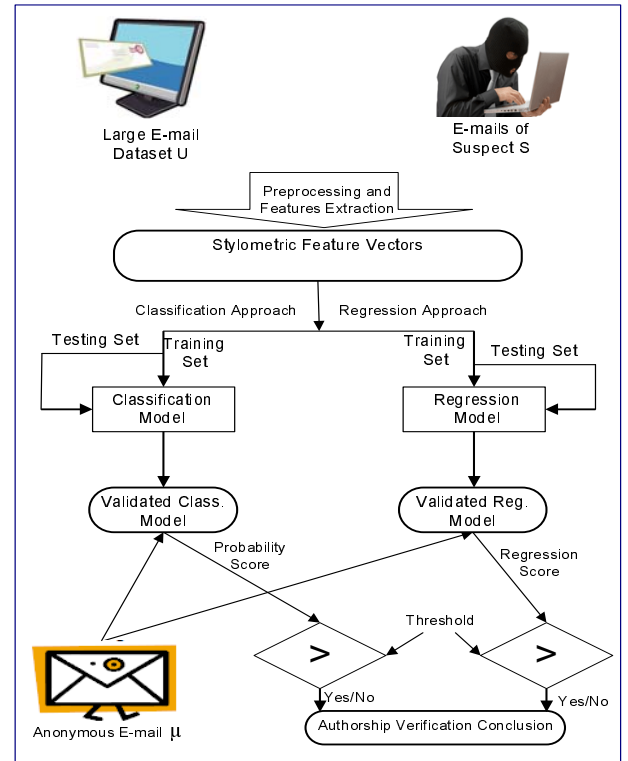 Large E-mail
Dataset U
E-mails of
Suspect S
Preprocessing and
Features Extraction
Stylometric Feature Vectors
Classification Approach
Regression Approach
Testing Set
Training
Set
Training
Set
Testing Set
Classification
Model
Regression
Model
Validated Class.
Model
Validated Reg.
Model
Probability
Score
Regression
Score
Threshold
>
>
Yes/No
Yes/No
Anonymous E-mail μ
Authorship Verification Conclusion